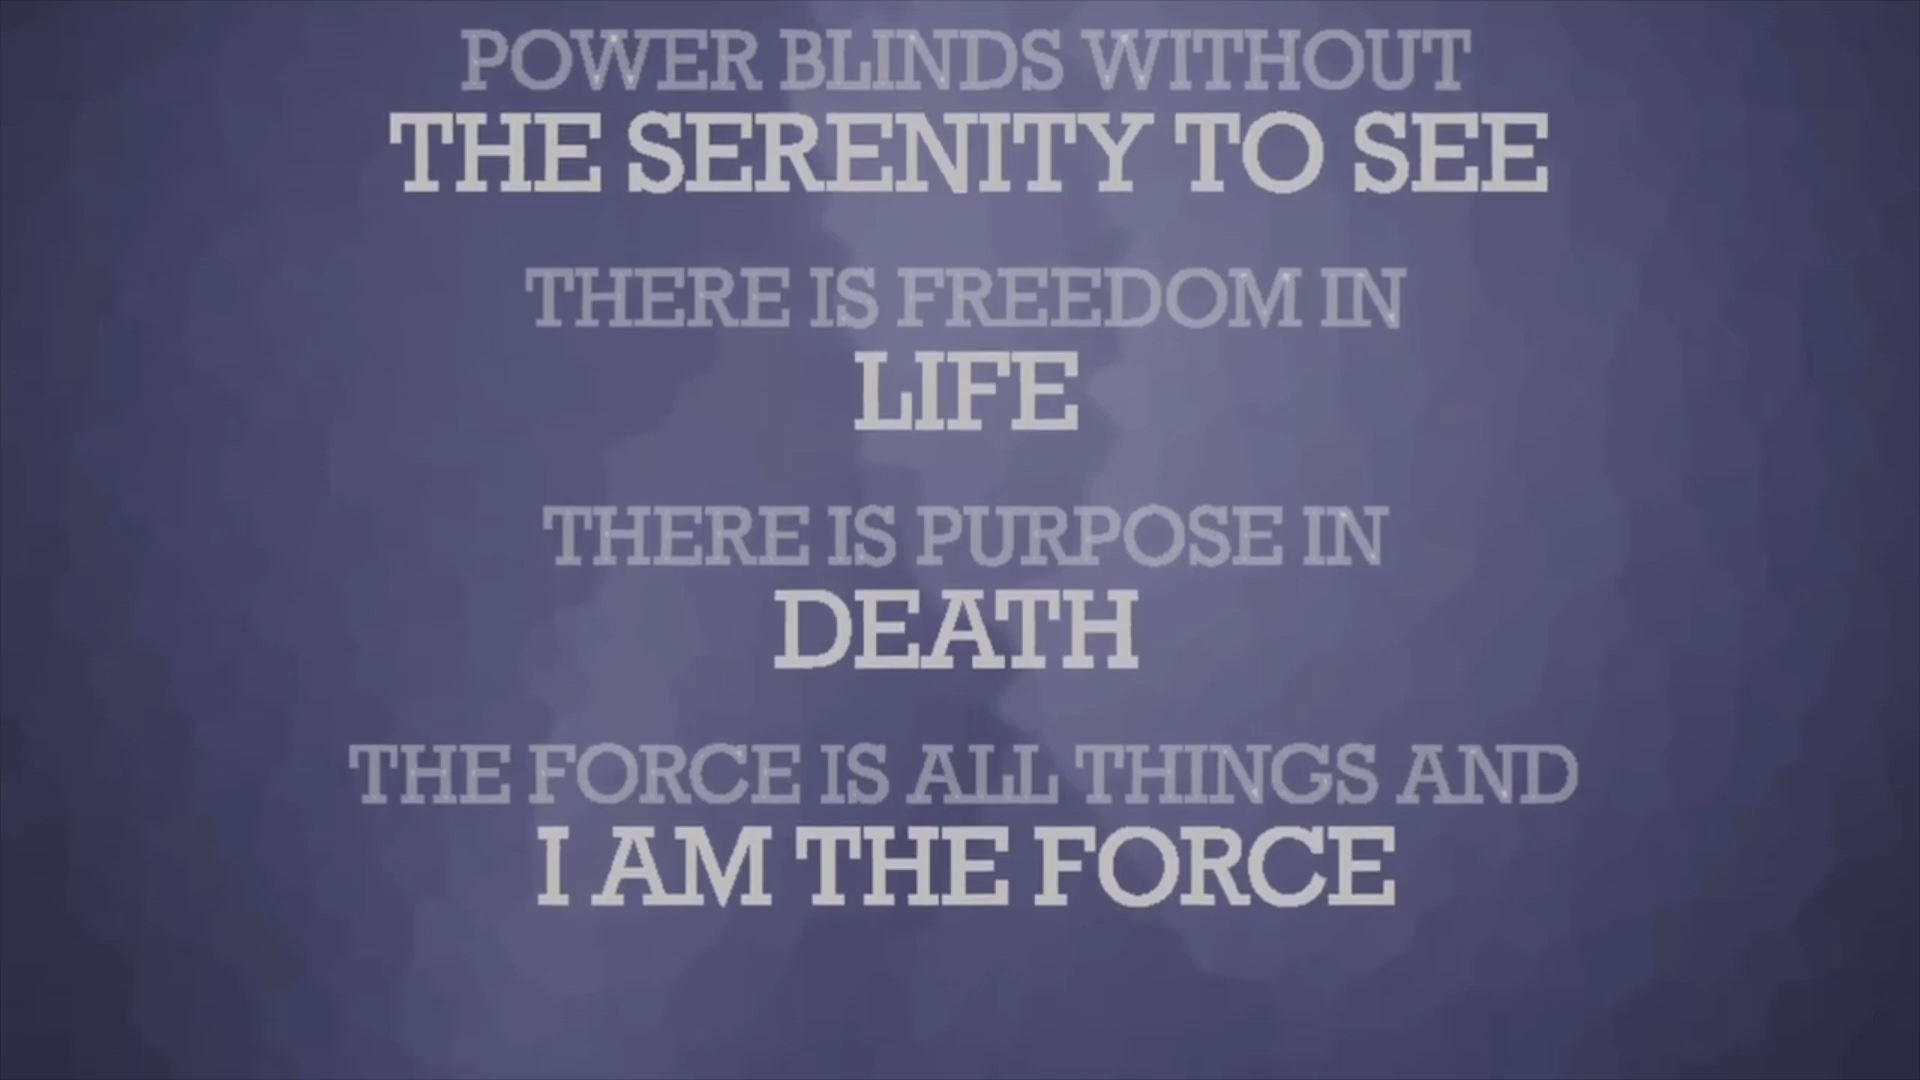 POWER BLINDS WITHOUT
THE SERENITY TO SEE
THERE IS FREEDOM IN
LIFE
THERE IS PURPOSE IN
DEATH
THE FORCE IS ALL THINGS AND
I AM THE FORCE